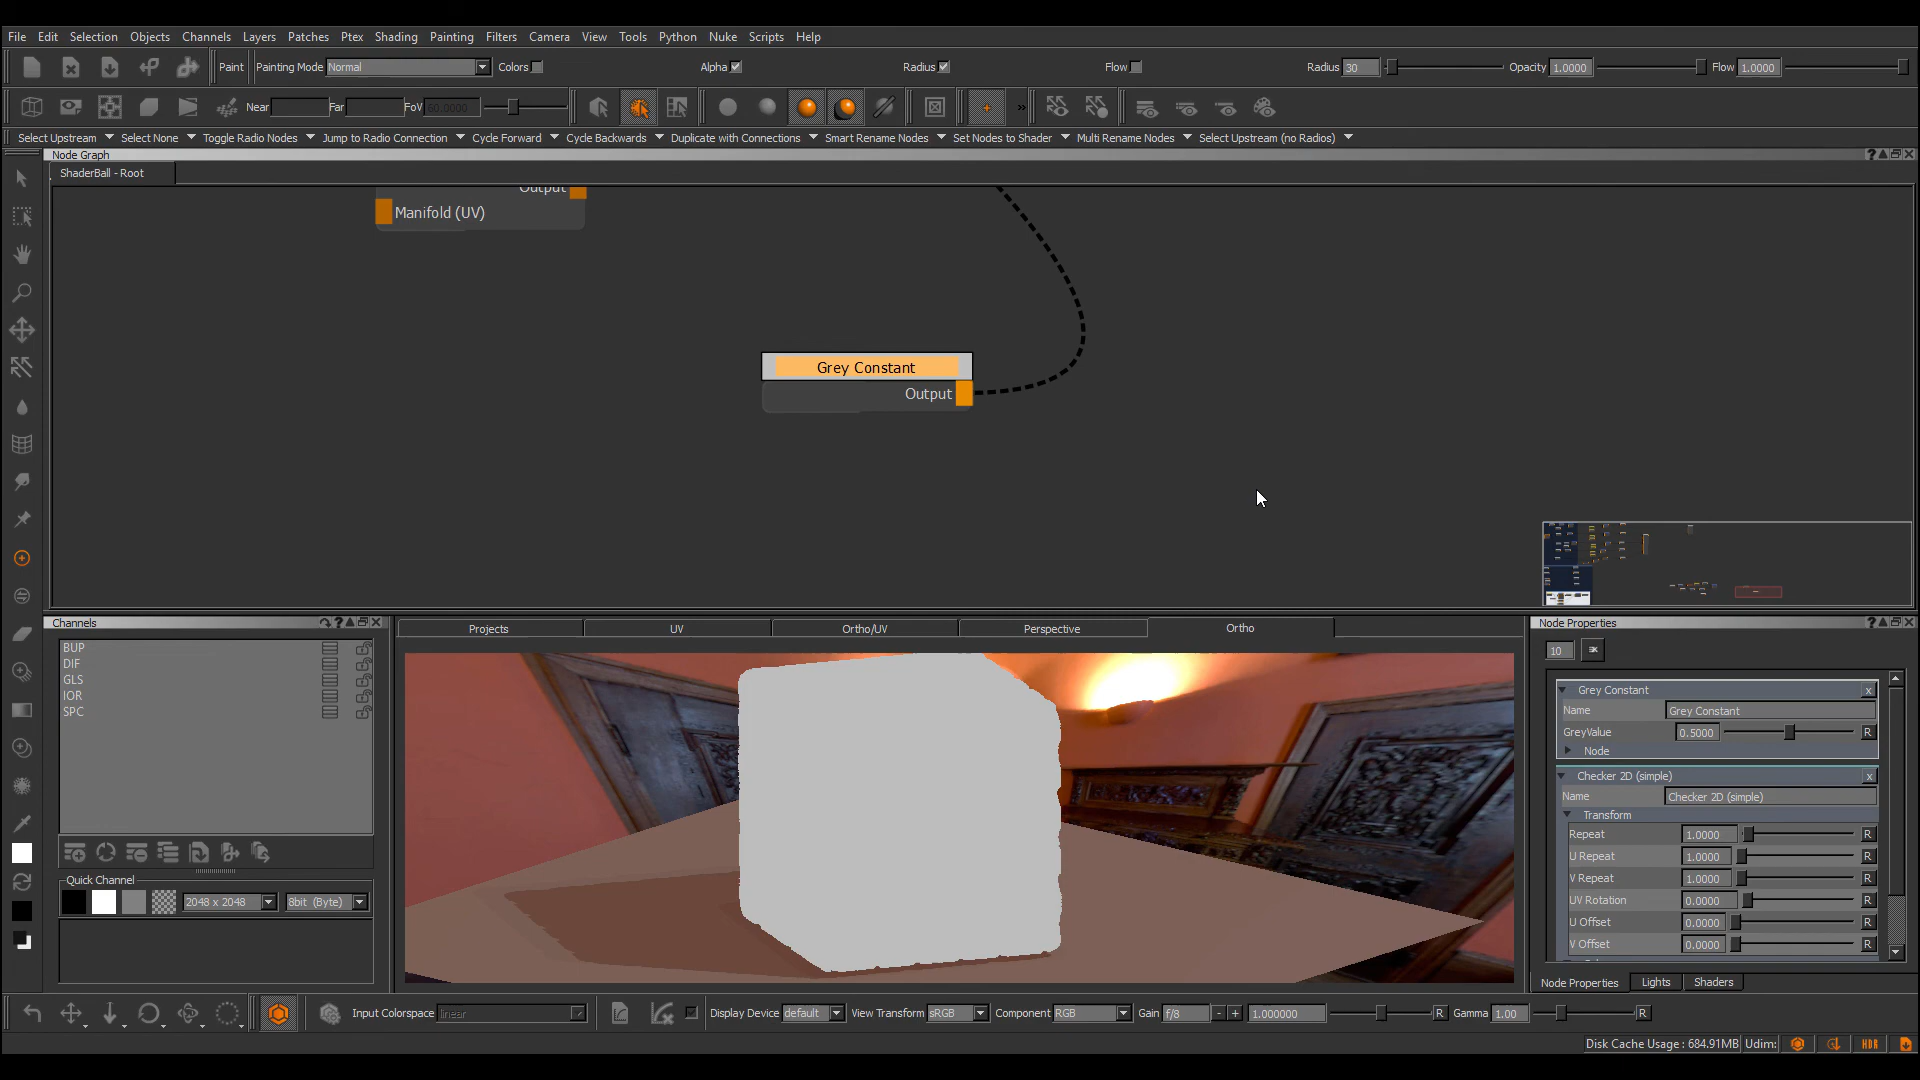 File Edit Selection Objects Channels Layers Patches Ptex Shading Painting Filters Camera View Tools Python Nuke Scripts Help
Paint Painting Mode Normal Colors Alpha Radius Flow Radius 30 Opacity 1.0000 Flow 1.0000
Near Far FoV 60.0000
Select Upstream Select None Toggle Radio Nodes Jump to Radio Connection Cycle Forward Cycle Backwards Duplicate with Connections Smart Rename Nodes Set Nodes to Shader Multi Rename Nodes Select Upstream (no Radios)
Node Graph
ShaderBall - Root
Output
Manifold (UV)
Grey Constant
Output
Channels
BUP
DIF
GLS
IOR
SPC
Quick Channel
2048 x 2048 8bit (Byte)
Projects UV Ortho/UV Perspective Ortho
Node Properties
10
Grey Constant x
Name Grey Constant
GreyValue 0.5000 R
Node
Checker 2D (simple) x
Name Checker 2D (simple)
Transform
Repeat 1.0000 R
U Repeat 1.0000 R
V Repeat 1.0000 R
UV Rotation 0.0000 R
U Offset 0.0000 R
V Offset 0.0000 R
Node Properties Lights Shaders
Input Colorspace linear Display Device default View Transform sRGB Component RGB Gain f/8 - + 1.000000 R Gamma 1.00 R
Disk Cache Usage : 684.91MB Udim: HDR